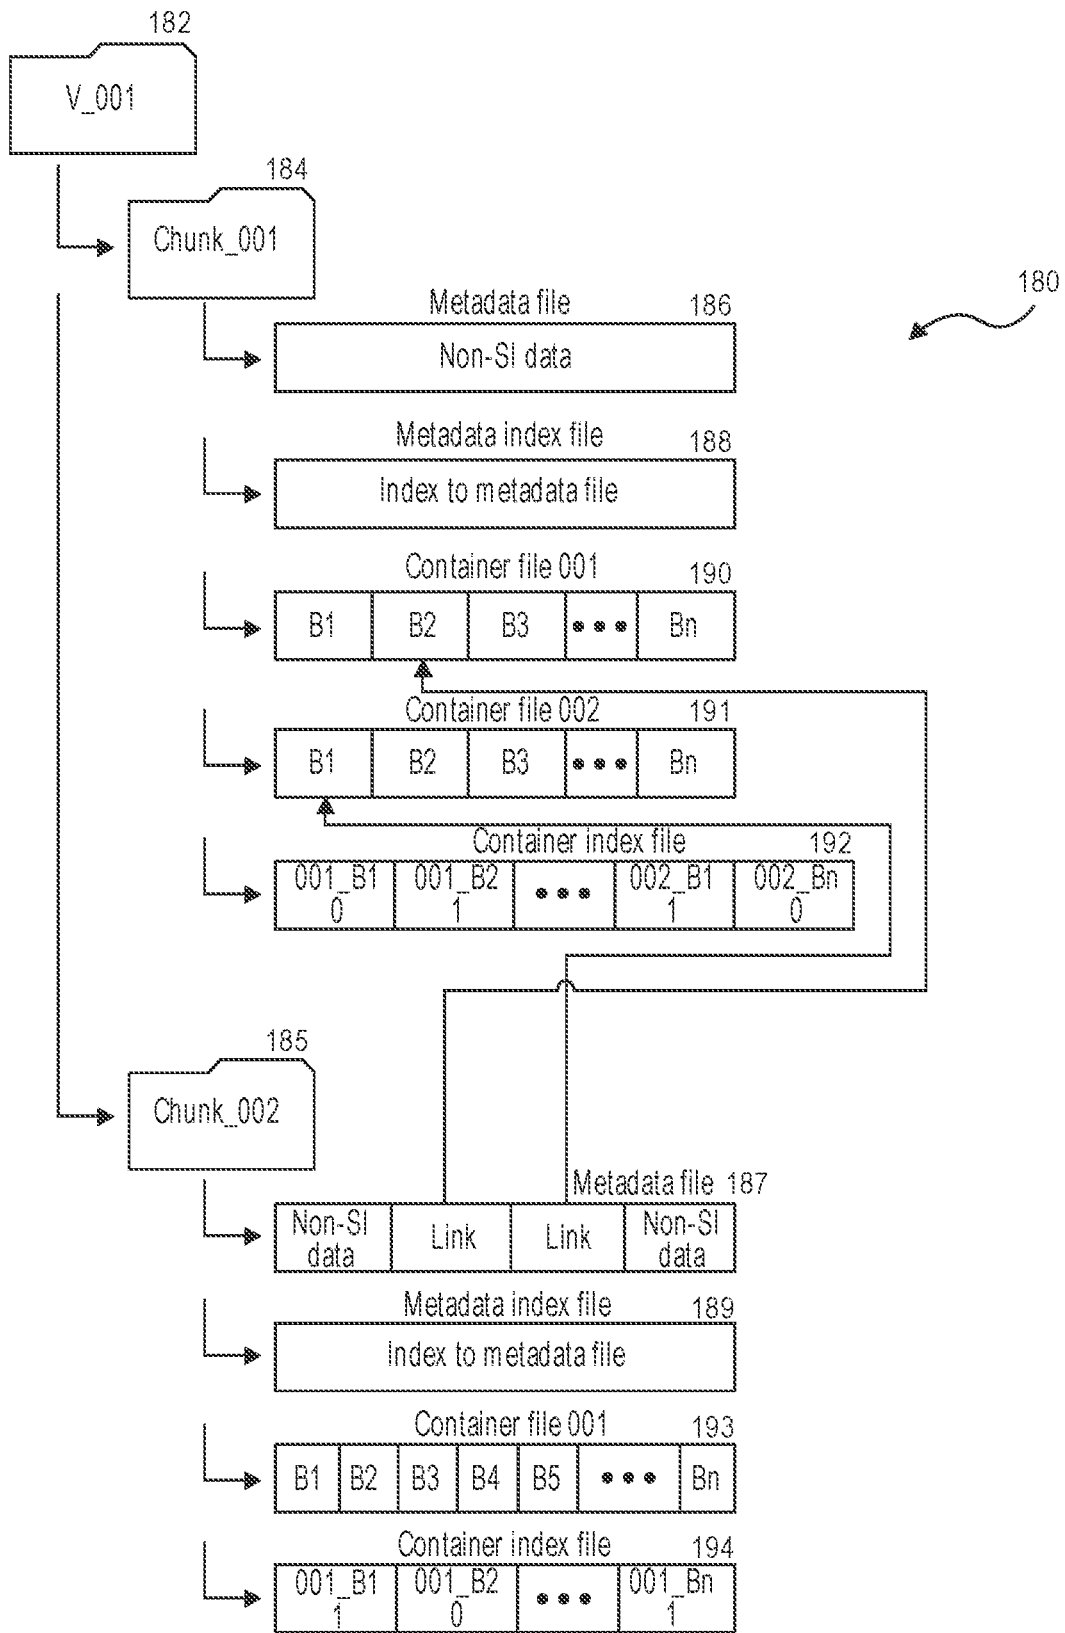 182
V_001
184
Chunk_001
180
Metadata file 186
Non-SI data
Metadata index file 188
Index to metadata file
Container file 001 190
B1 B2 B3 ••• Bn
Container file 002 191
B1 B2 B3 ••• Bn
Container index file 192
001_B1 001_B2 ••• 002_B1 002_Bn
0 1 1 0
185
Chunk_002
Metadata file 187
Non-SI data Link Link Non-SI data
Metadata index file 189
Index to metadata file
Container file 001 193
B1 B2 B3 B4 B5 ••• Bn
Container index file 194
001_B1 001_B2 ••• 001_Bn
1 0 1